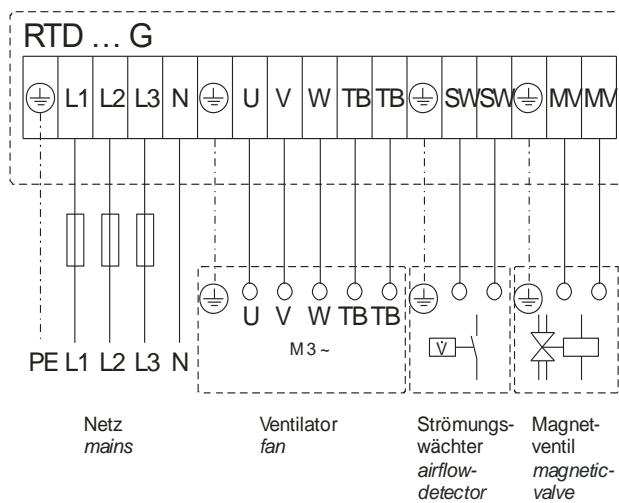 RTD ... G
L1 L2 L3 N U V W TB TB SW SW MV MV
U V W TB TB
M 3 ~
V̇
PE L1 L2 L3 N
Netz
mains
Ventilator
fan
Strömungs-
wächter
airflow-
detector
Magnet-
ventil
magnetic-
valve